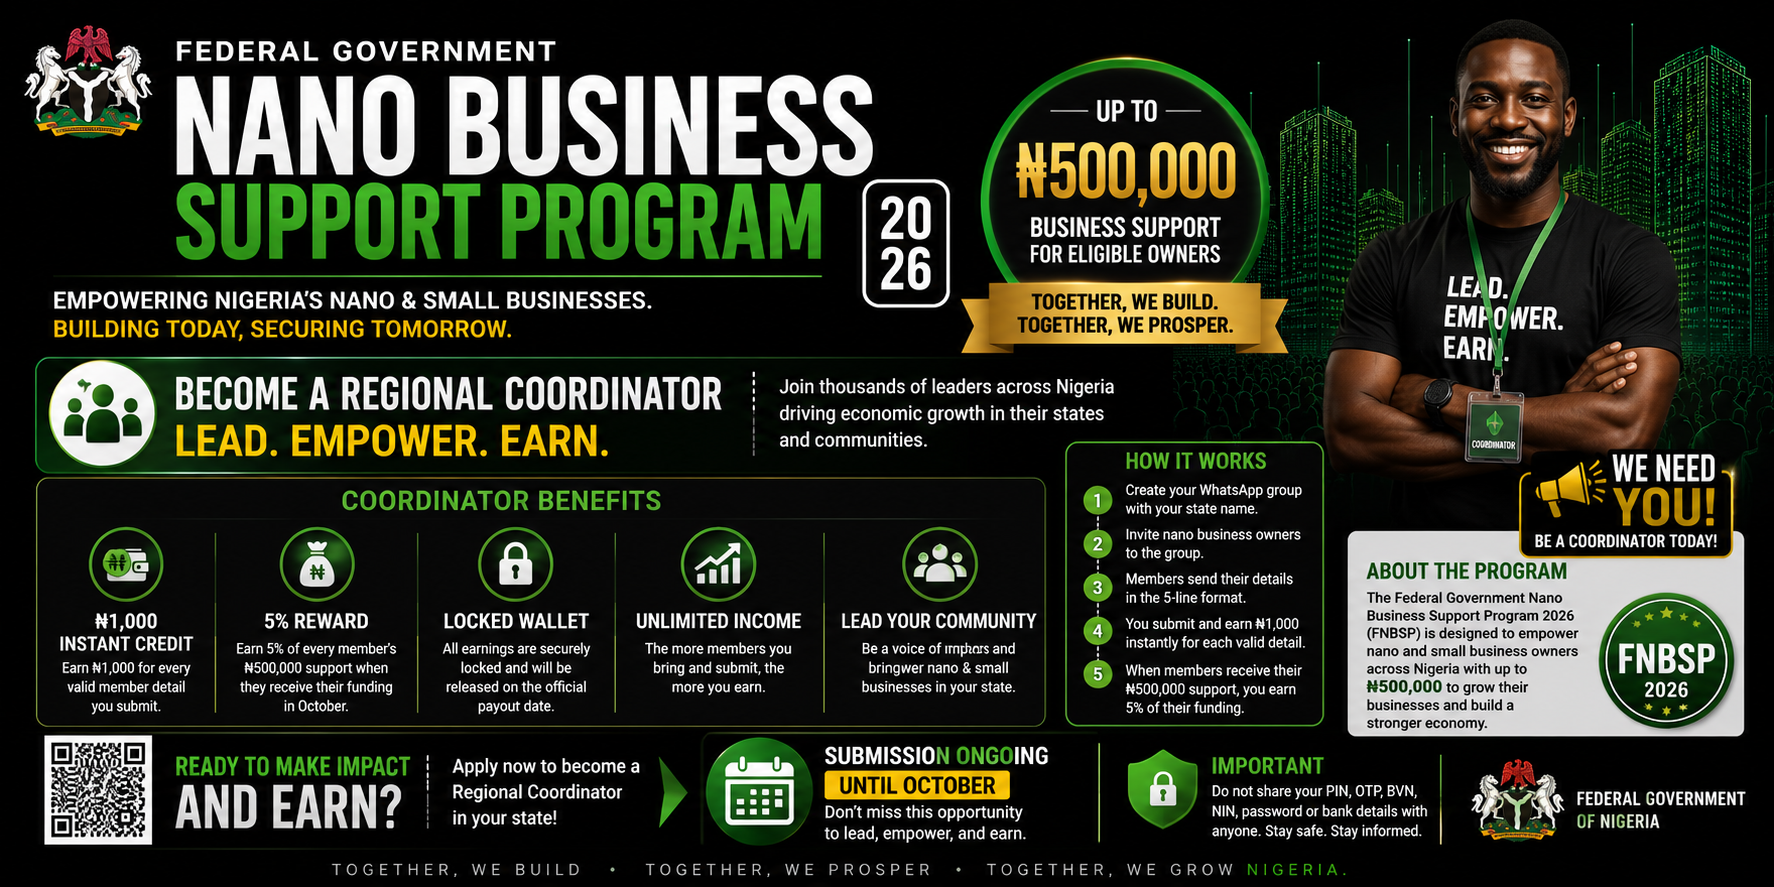 FEDERAL GOVERNMENT
NANO BUSINESS
SUPPORT PROGRAM
20
26
EMPOWERING NIGERIA'S NANO & SMALL BUSINESSES.
BUILDING TODAY, SECURING TOMORROW.
UP TO
₦500,000
BUSINESS SUPPORT
FOR ELIGIBLE OWNERS
TOGETHER, WE BUILD.
TOGETHER, WE PROSPER.
LEAD.
EMPOWER.
EARN.
COORDINATOR
BECOME A REGIONAL COORDINATOR
LEAD. EMPOWER. EARN.
Join thousands of leaders across Nigeria
driving economic growth in their states
and communities.
COORDINATOR BENEFITS
₦1,000
INSTANT CREDIT
Earn ₦1,000 for every
valid member detail
you submit.
5% REWARD
Earn 5% of every member's
₦500,000 support when
they receive their funding
in October.
LOCKED WALLET
All earnings are securely
locked and will be
released on the official
payout date.
UNLIMITED INCOME
The more members you
bring and submit, the
more you earn.
LEAD YOUR COMMUNITY
Be a voice of and
bringwer nano & small
businesses in your state.
HOW IT WORKS
1 Create your WhatsApp group
with your state name.
2 Invite nano business owners
to the group.
3 Members send their details
in the 5-line format.
4 You submit and earn ₦1,000
instantly for each valid detail.
5 When members receive their
₦500,000 support, you earn
5% of their funding.
WE NEED
YOU!
BE A COORDINATOR TODAY!
ABOUT THE PROGRAM
The Federal Government Nano
Business Support Program 2026
(FNBSP) is designed to empower
nano and small business owners
across Nigeria with up to
₦500,000 to grow their
businesses and build a
stronger economy.
FNBSP
2026
READY TO MAKE IMPACT
AND EARN?
Apply now to become a
Regional Coordinator
in your state!
SUBMISSION ONGOING
UNTIL OCTOBER
Don't miss this opportunity
to lead, empower, and earn.
IMPORTANT
Do not share your PIN, OTP, BVN,
NIN, password or bank details with
anyone. Stay safe. Stay informed.
FEDERAL GOVERNMENT
OF NIGERIA
TOGETHER, WE BUILD • TOGETHER, WE PROSPER • TOGETHER, WE GROW NIGERIA.